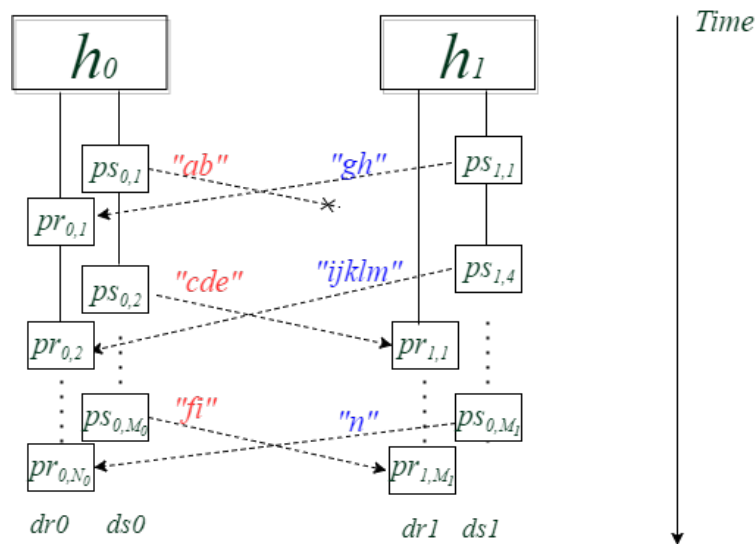 h0 h1 Time
ps0,1 "ab" "gh" ps1,1
pr0,1
ps0,2 "cde" "ijklm" ps1,4
pr0,2 pr1,1
ps0,M0 "fi" "n" ps0,M1
pr0,N0 pr1,M1
dr0 ds0 dr1 ds1